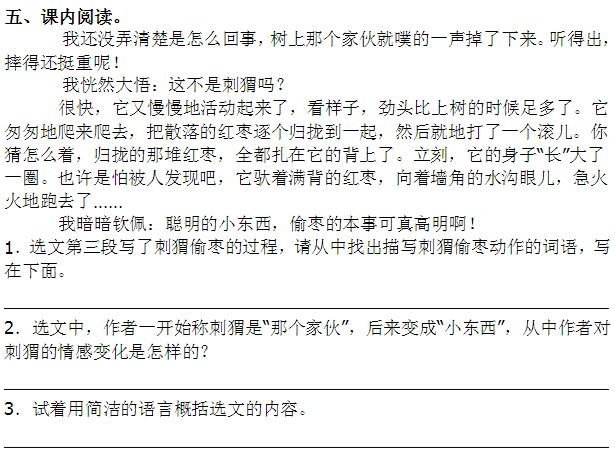 五、课内阅读。
我还没弄清楚是怎么回事，树上那个家伙就噗的一声掉了下来。听得出，
摔得还挺重呢！
我恍然大悟：这不是刺猬吗？
很快，它又慢慢地活动起来了，看样子，劲头比上树的时候足多了。它
匆匆地爬来爬去，把散落的红枣逐个归拢到一起，然后就地打了一个滚儿。你
猜怎么着，归拢的那堆红枣，全都扎在它的背上了。立刻，它的身子“长”大了
一圈。也许是怕被人发现吧，它驮着满背的红枣，向着墙角的水沟眼儿，急火
火地跑去了......
我暗暗钦佩：聪明的小东西，偷枣的本事可真高明啊！
1．选文第三段写了刺猬偷枣的过程，请从中找出描写刺猬偷枣动作的词语，写
在下面。
2．选文中，作者一开始称刺猬是“那个家伙”，后来变成“小东西”，从中作者对
刺猬的情感变化是怎样的？
3．试着用简洁的语言概括选文的内容。